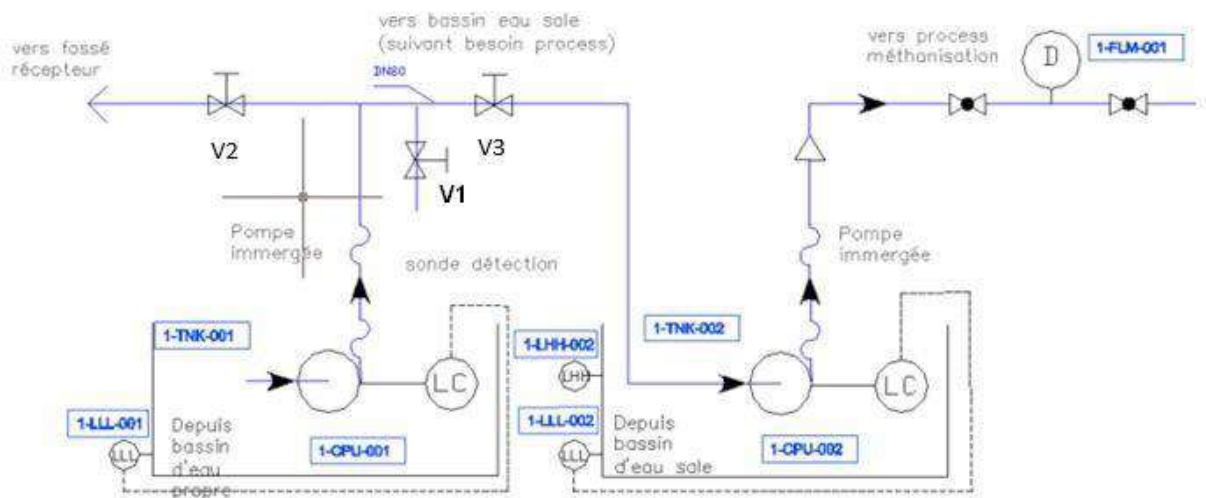 vers fossé
récepteur
vers bassin eau sale
(suivant besoin process)
DN80
V2
V1
V3
vers process
méthanisation
1-FLM-001
D
Pompe
immergée
sonde détection
Pompe
immergée
1-TNK-001
LC
1-LLL-001
LLL
Depuis
bassin
d'eau
propre
1-CPU-001
1-TNK-002
1-LHH-002
LHH
LC
1-LLL-002
LLL
Depuis
bassin
d'eau sale
1-CPU-002